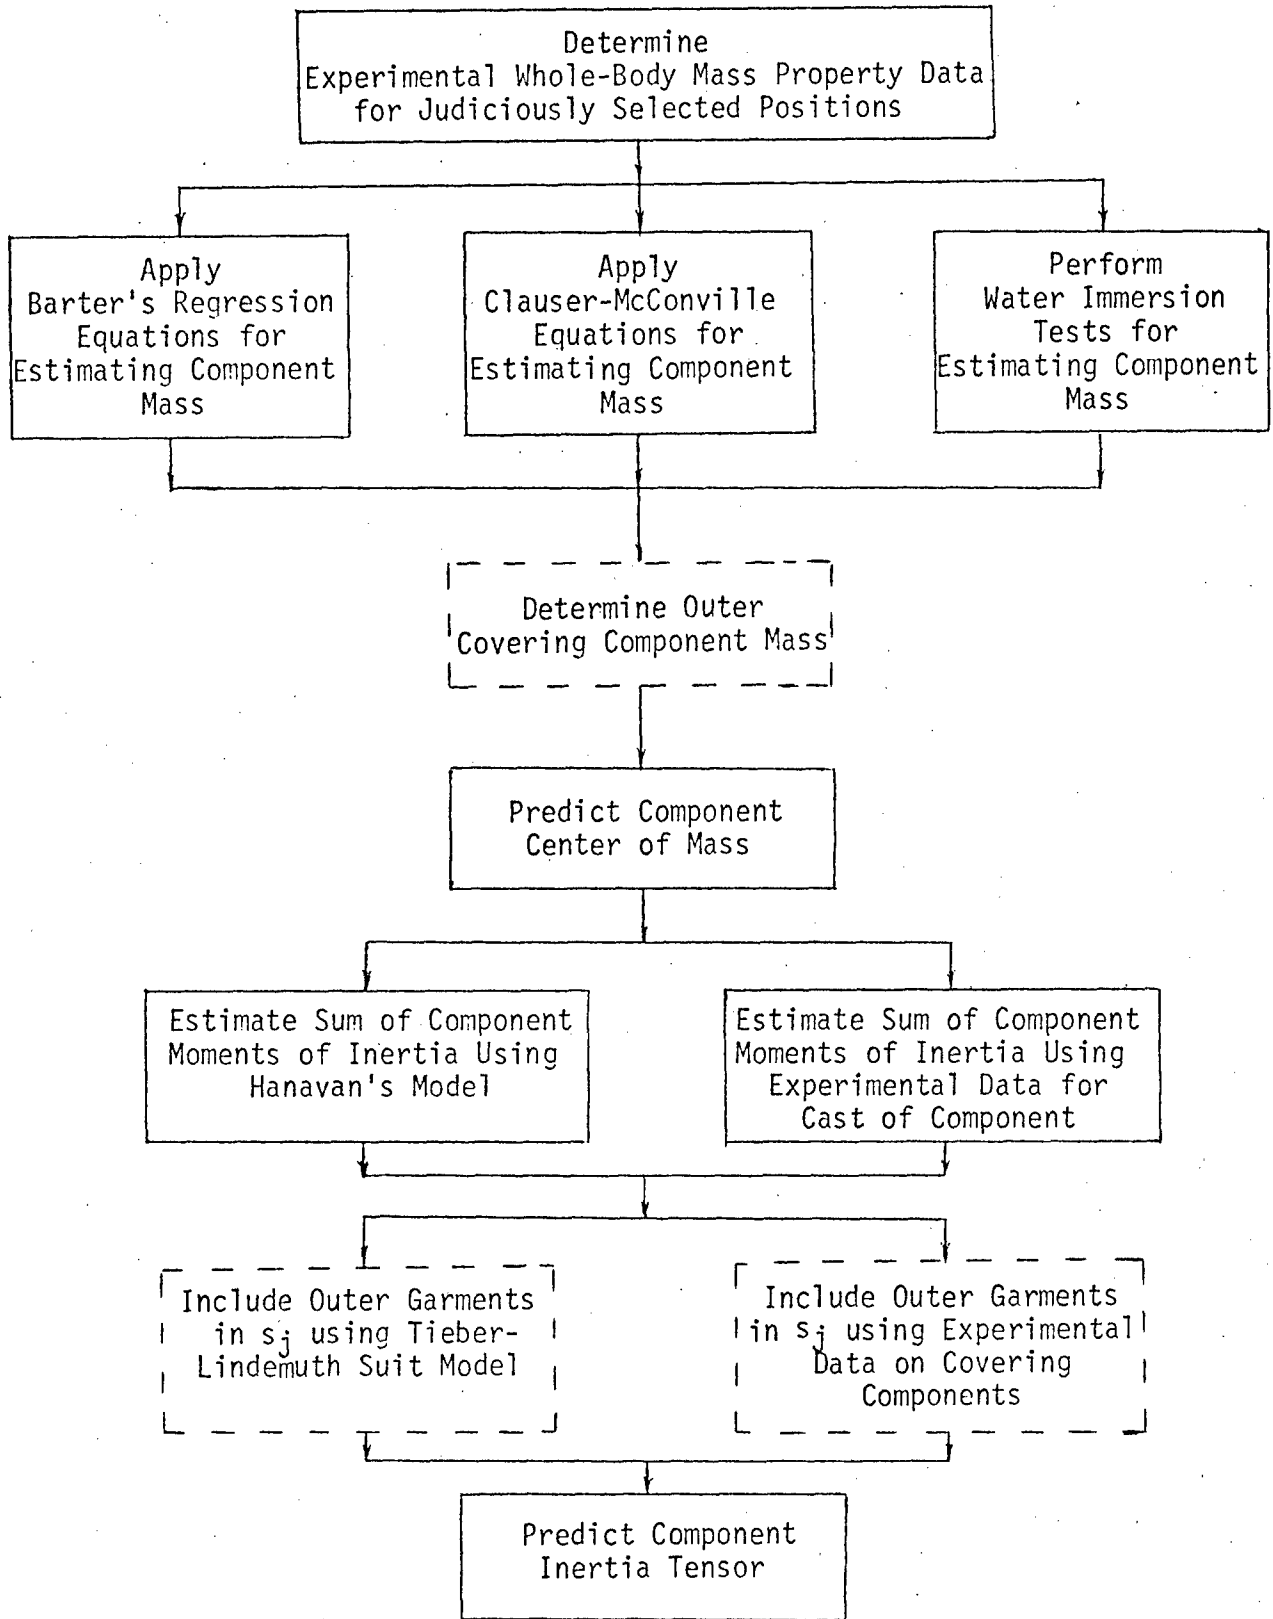 Determine
Experimental Whole-Body Mass Property Data
for Judiciously Selected Positions
Apply
Barter's Regression
Equations for
Estimating Component
Mass
Apply
Clauser-McConville
Equations for
Estimating Component
Mass
Perform
Water Immersion
Tests for
Estimating Component
Mass
Determine Outer
Covering Component Mass
Predict Component
Center of Mass
Estimate Sum of Component
Moments of Inertia Using
Hanavan's Model
Estimate Sum of Component
Moments of Inertia Using
Experimental Data for
Cast of Component
Include Outer Garments
in sj using Tieber-
Lindemuth Suit Model
Include Outer Garments
in sj using Experimental
Data on Covering
Components
Predict Component
Inertia Tensor